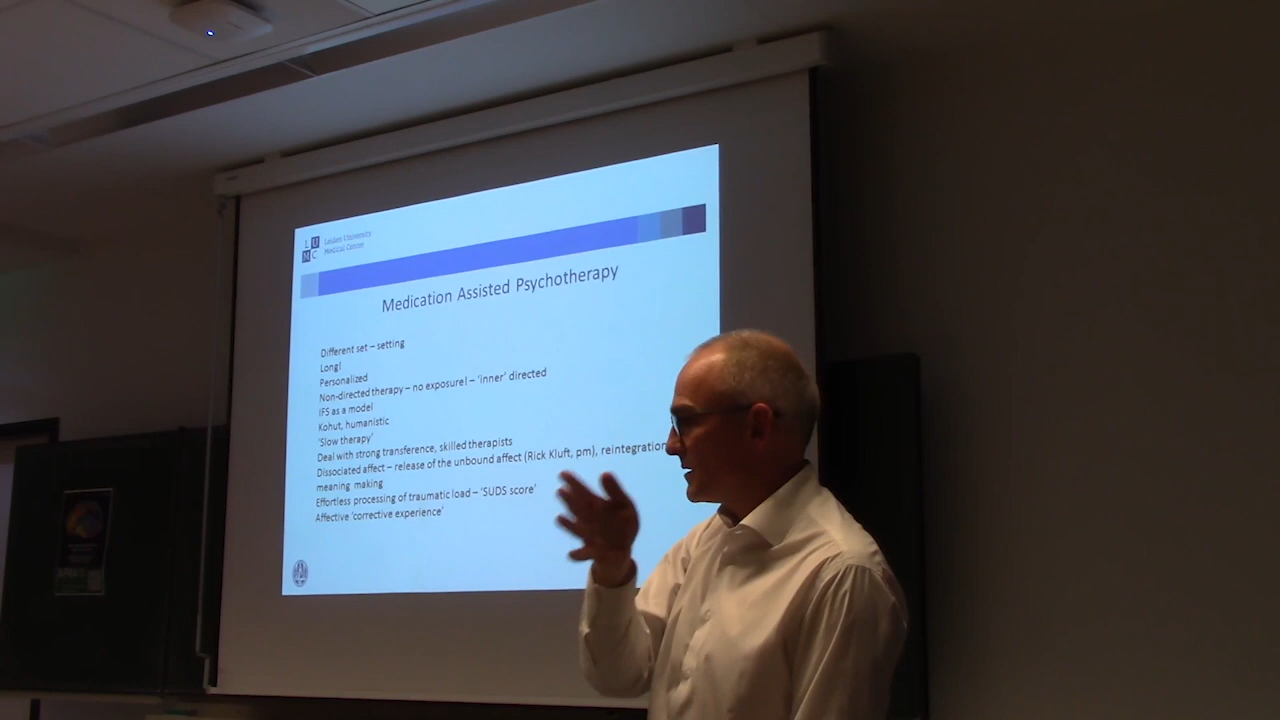 L U
M C
Leiden University
Medical Center
Medication Assisted Psychotherapy
Different set – setting
Long!
Personalized
Non-directed therapy – no exposure! – ‘inner’ directed
IFS as a model
Kohut, humanistic
‘Slow therapy’
Deal with strong transference, skilled therapists
Dissociated affect – release of the unbound affect (Rick Kluft, pm), reintegration
meaning making
Effortless processing of traumatic load – ‘SUDS score’
Affective ‘corrective experience’